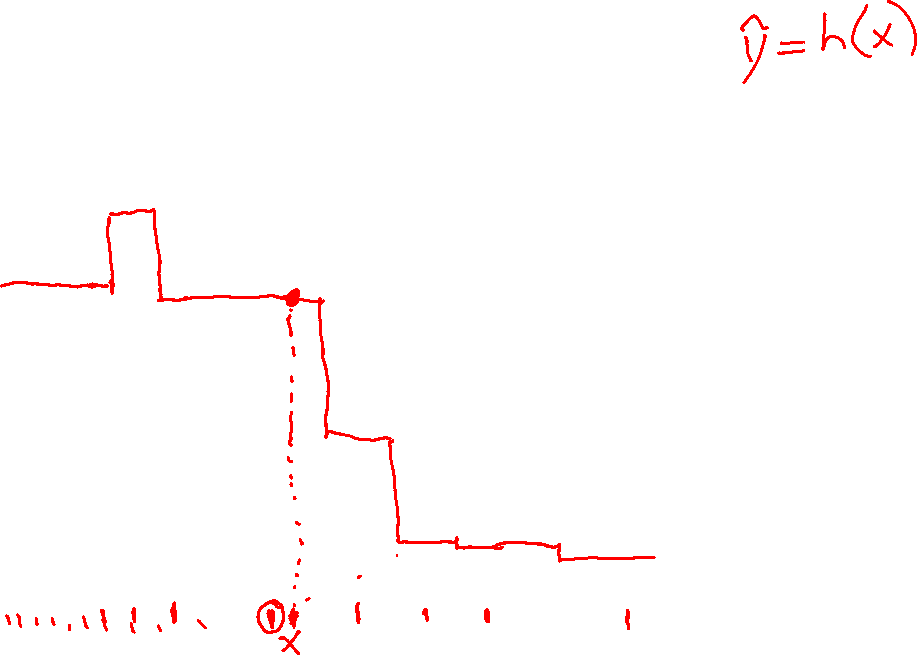 ŷ = h(x)
x